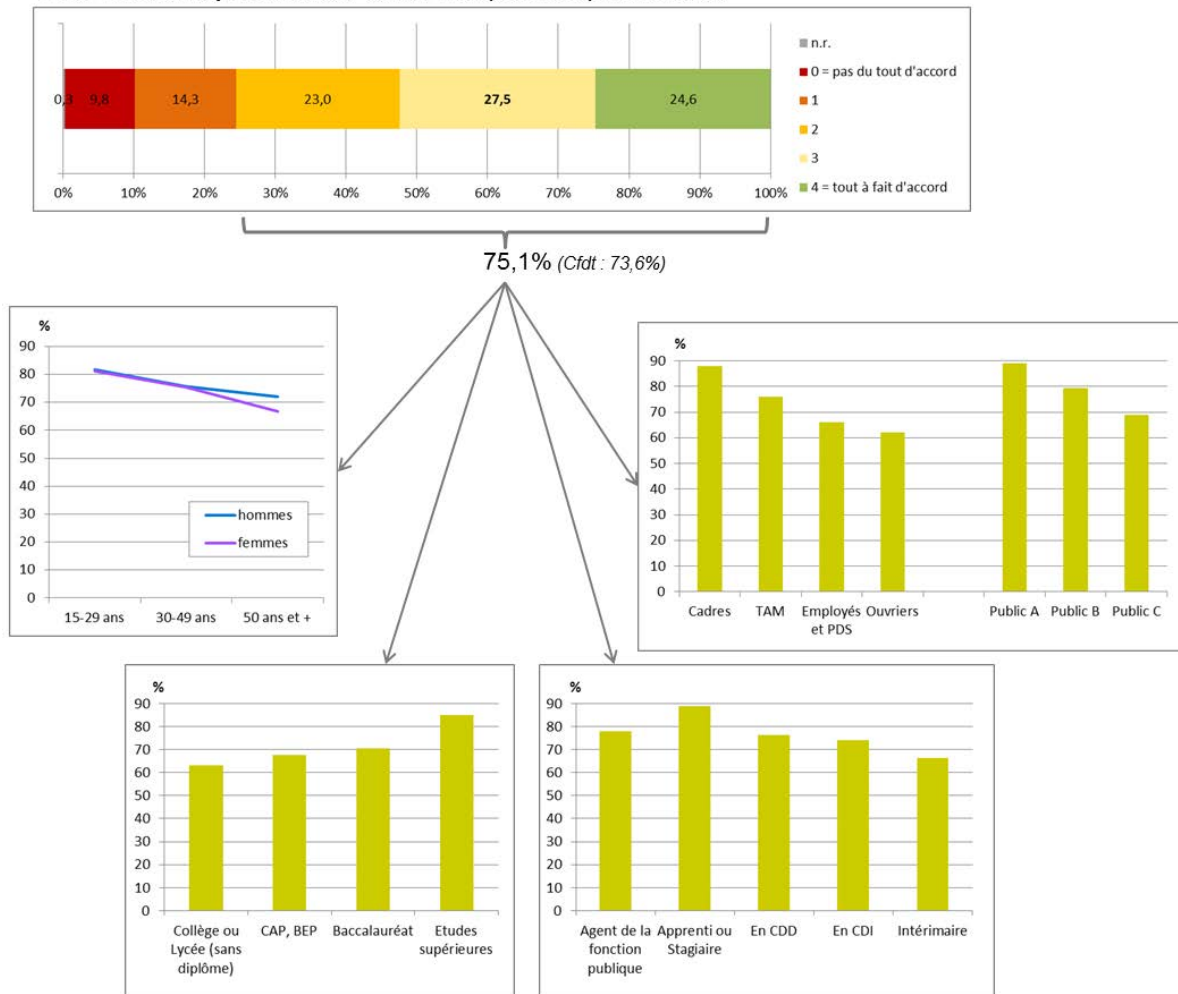 n.r.
0 = pas du tout d'accord
1
2
3
4 = tout à fait d'accord
0,3 9,8 14,3 23,0 27,5 24,6
0% 10% 20% 30% 40% 50% 60% 70% 80% 90% 100%
75,1% (Cfdt : 73,6%)
%
90
80
70
60
50
40
30
20
10
0
hommes
femmes
15-29 ans 30-49 ans 50 ans et +
%
90
80
70
60
50
40
30
20
10
0
Cadres TAM Employés Ouvriers Public A Public B Public C
et PDS
%
90
80
70
60
50
40
30
20
10
0
Collège ou CAP, BEP Baccalauréat Etudes
Lycée (sans supérieures
diplôme)
%
90
80
70
60
50
40
30
20
10
0
Agent de la Apprenti ou En CDD En CDI Intérimaire
fonction Stagiaire
publique